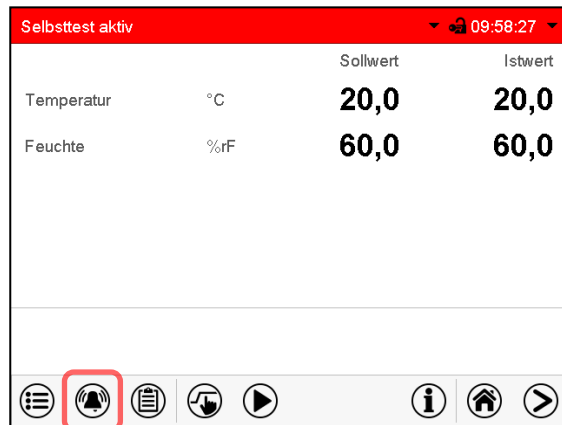 Selbsttest aktiv 09:58:27
Sollwert Istwert
Temperatur °C 20,0 20,0
Feuchte %rF 60,0 60,0